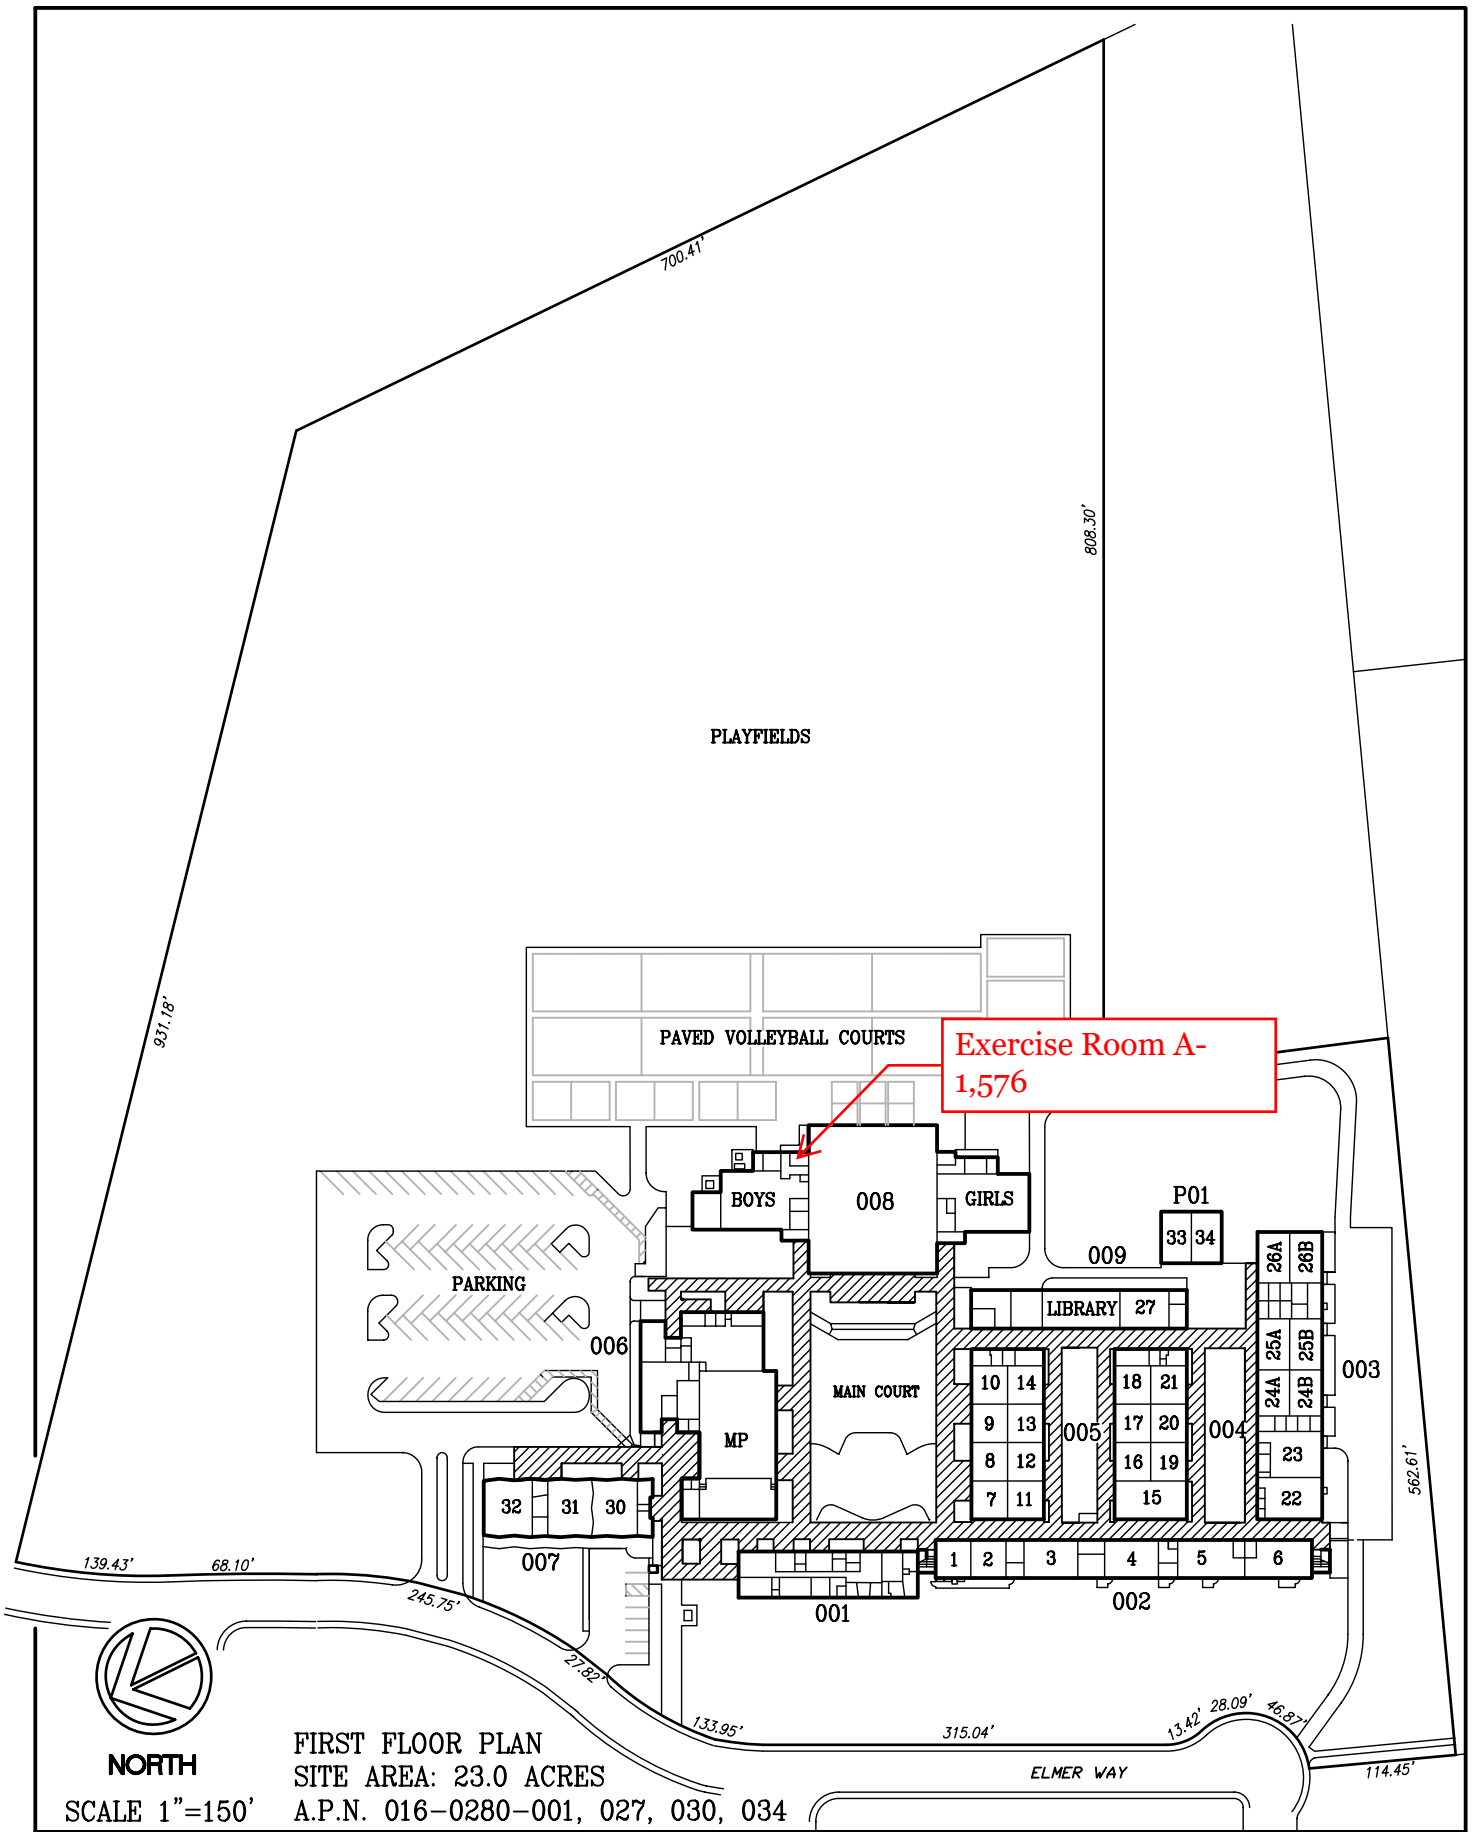 700.41'
808.30'
PLAYFIELDS
931.18'
PAVED VOLLEYBALL COURTS
Exercise Room A-
1,576
BOYS
008
GIRLS
P01
33 34
009
26A 26B
PARKING
LIBRARY 27
006
25A 25B
003
10 14
18 21
24A 24B
MAIN COURT
9 13
17 20
005
004
MP
8 12
16 19
23
7 11
15
22
562.61'
32 31 30
007
1 2 3 4 5 6
001
002
139.43'
68.10'
245.75'
27.82'
133.95'
315.04'
13.42'
28.09'
46.87'
114.45'
ELMER WAY
NORTH
SCALE 1"=150'
FIRST FLOOR PLAN
SITE AREA: 23.0 ACRES
A.P.N. 016-0280-001, 027, 030, 034